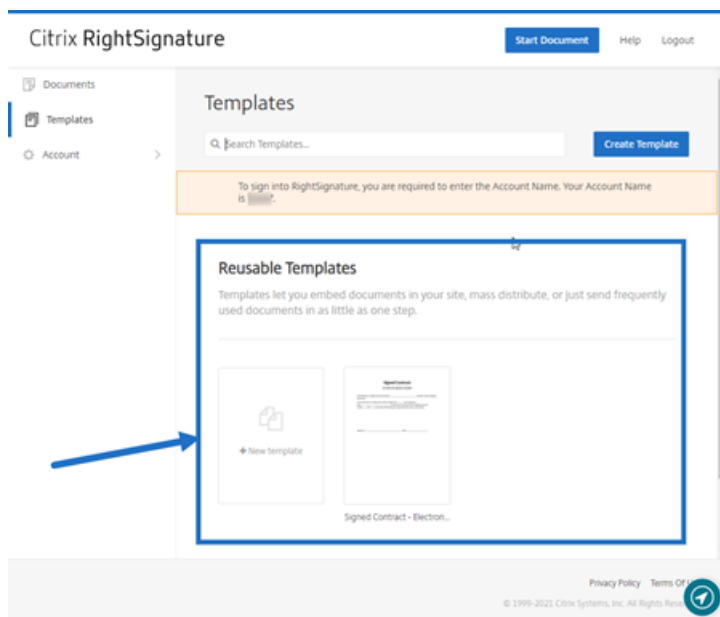 Citrix RightSignature
Start Document
Help
Logout
Documents
Templates
Account
Templates
Search Templates...
Create Template
To sign into RightSignature, you are required to enter the Account Name. Your Account Name
is
Reusable Templates
Templates let you embed documents in your site, mass distribute, or just send frequently
used documents in as little as one step.
+ New template
Signed Contract
Signed Contract - Electron...
Privacy Policy
Terms Of
© 1999-2021 Citrix Systems, Inc. All Rights